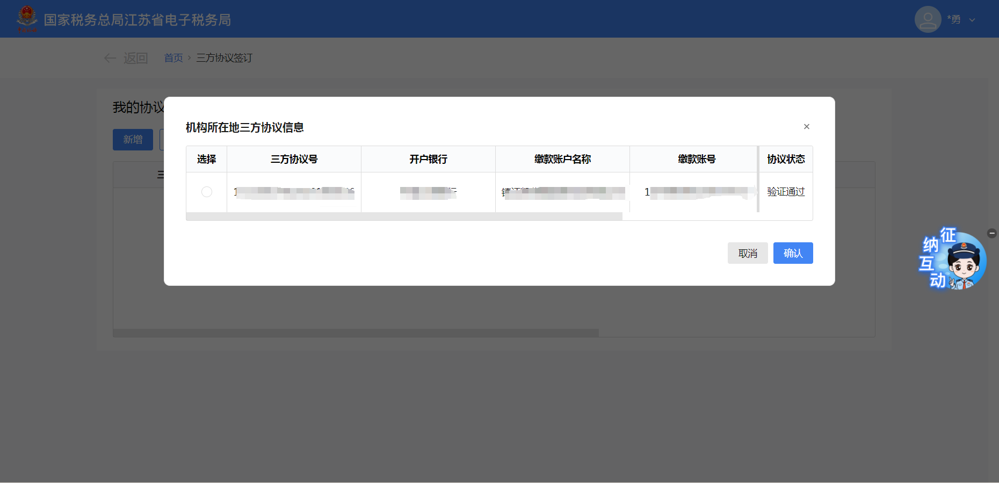 国家税务总局江苏省电子税务局
*勇
返回 首页 > 三方协议签订
我的协议
新增
三
机构所在地三方协议信息
×
选择 三方协议号 开户银行 缴款账户名称 缴款账号 协议状态
1 1 验证通过
取消 确认
征纳互动